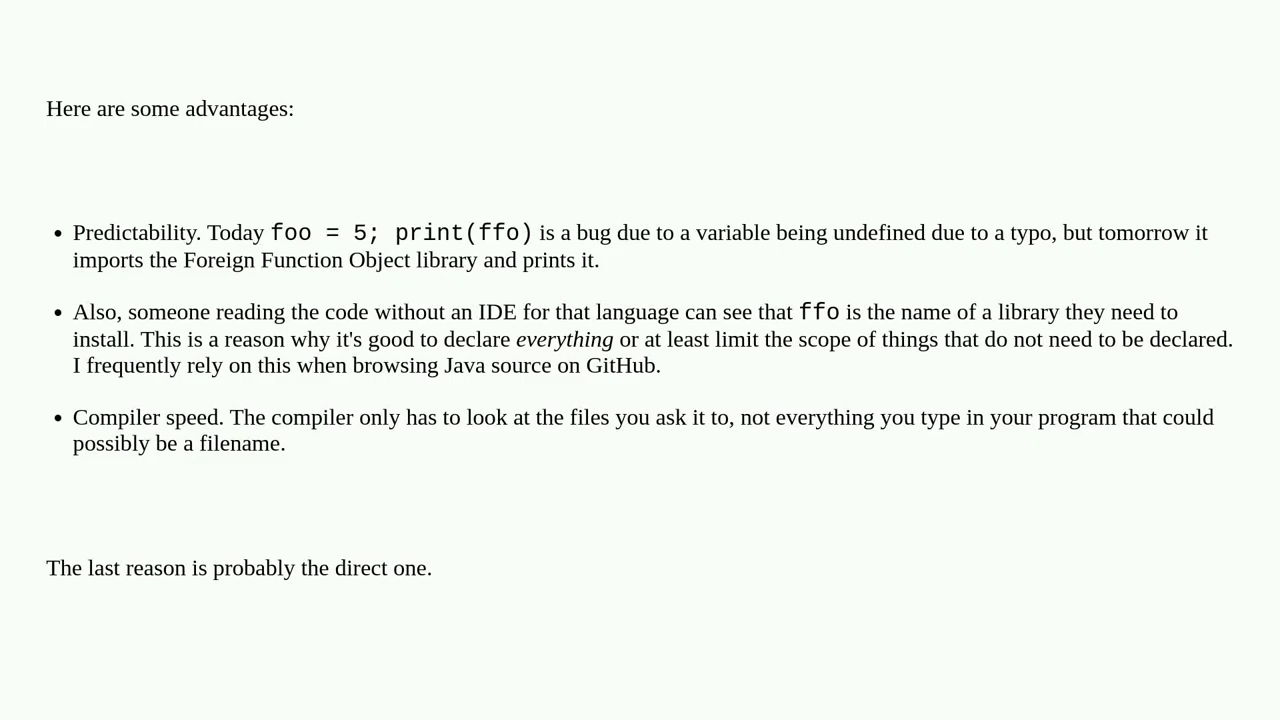 Here are some advantages:
• Predictability. Today foo = 5; print(ffo) is a bug due to a variable being undefined due to a typo, but tomorrow it
imports the Foreign Function Object library and prints it.
• Also, someone reading the code without an IDE for that language can see that ffo is the name of a library they need to
install. This is a reason why it's good to declare everything or at least limit the scope of things that do not need to be declared.
I frequently rely on this when browsing Java source on GitHub.
• Compiler speed. The compiler only has to look at the files you ask it to, not everything you type in your program that could
possibly be a filename.
The last reason is probably the direct one.